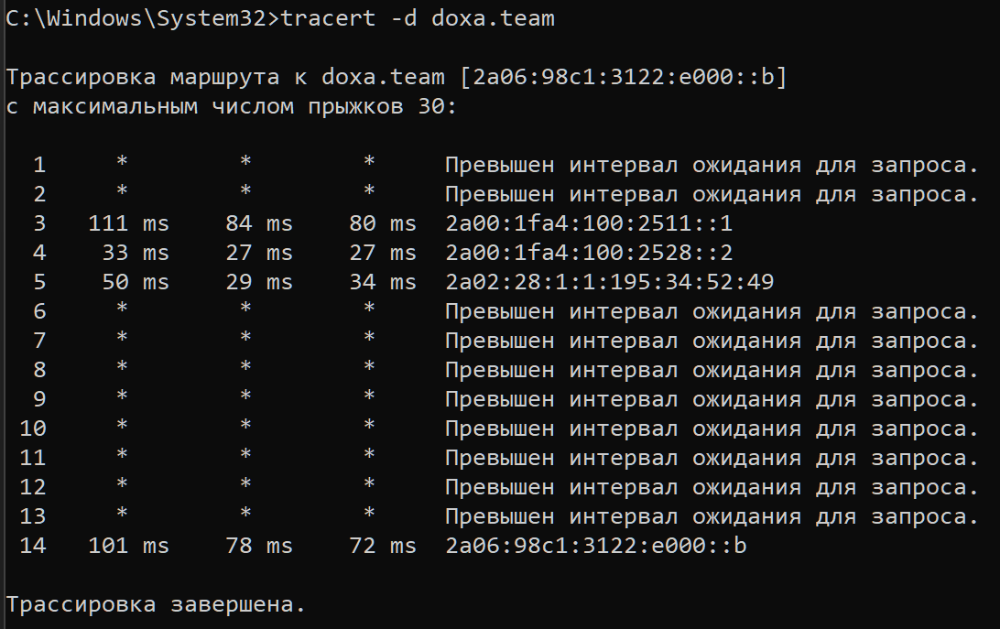 C:\Windows\System32>tracert -d doxa.team
Трассировка маршрута к doxa.team [2a06:98c1:3122:e000::b]
с максимальным числом прыжков 30:
1 * * * Превышен интервал ожидания для запроса.
2 * * * Превышен интервал ожидания для запроса.
3 111 ms 84 ms 80 ms 2a00:1fa4:100:2511::1
4 33 ms 27 ms 27 ms 2a00:1fa4:100:2528::2
5 50 ms 29 ms 34 ms 2a02:28:1:1:195:34:52:49
6 * * * Превышен интервал ожидания для запроса.
7 * * * Превышен интервал ожидания для запроса.
8 * * * Превышен интервал ожидания для запроса.
9 * * * Превышен интервал ожидания для запроса.
10 * * * Превышен интервал ожидания для запроса.
11 * * * Превышен интервал ожидания для запроса.
12 * * * Превышен интервал ожидания для запроса.
13 * * * Превышен интервал ожидания для запроса.
14 101 ms 78 ms 72 ms 2a06:98c1:3122:e000::b
Трассировка завершена.